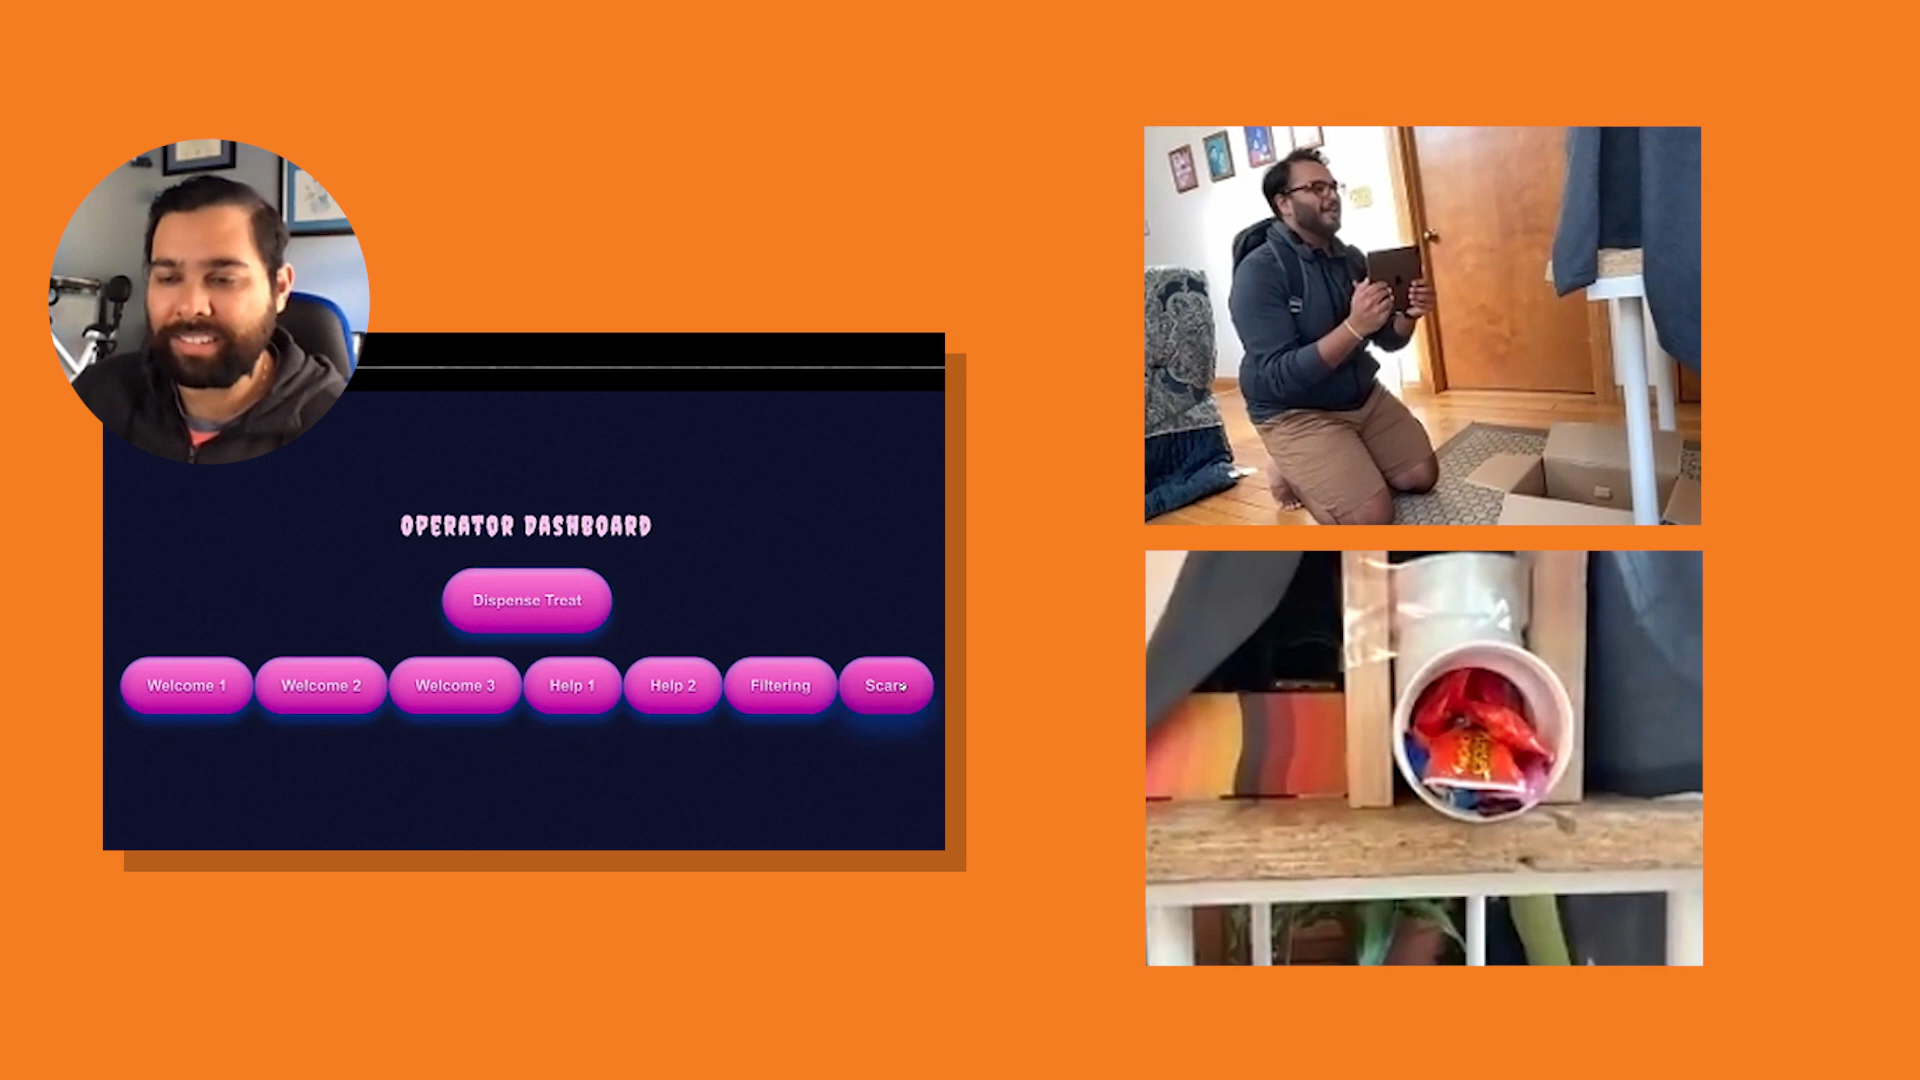 OPERATOR DASHBOARD
Dispense Treat
Welcome 1 Welcome 2 Welcome 3 Help 1 Help 2 Filtering Scare